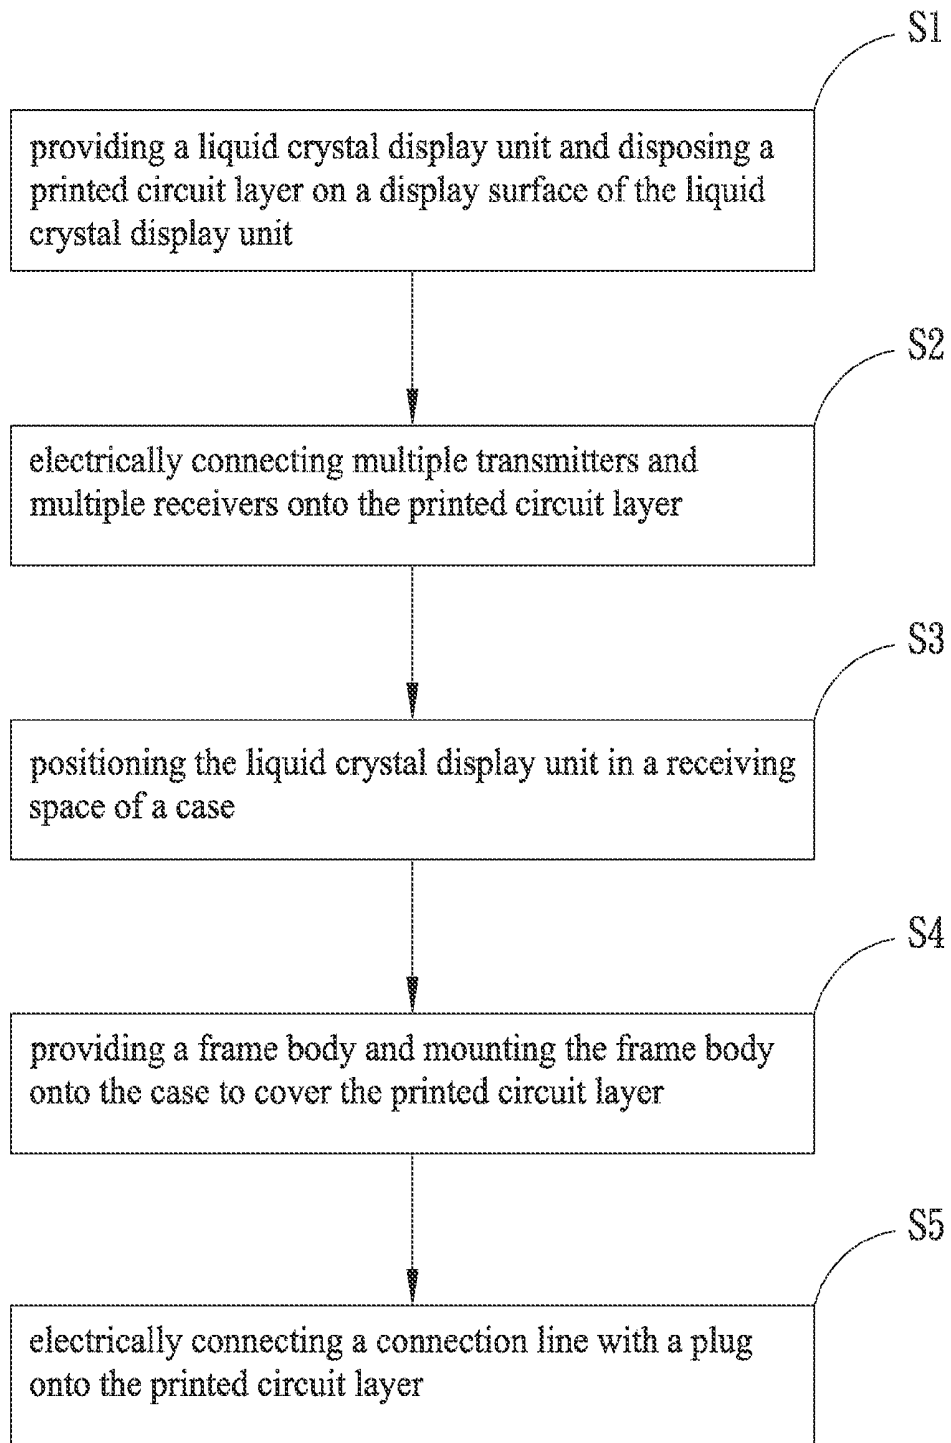 S1
providing a liquid crystal display unit and disposing a
printed circuit layer on a display surface of the liquid
crystal display unit
S2
electrically connecting multiple transmitters and
multiple receivers onto the printed circuit layer
S3
positioning the liquid crystal display unit in a receiving
space of a case
S4
providing a frame body and mounting the frame body
onto the case to cover the printed circuit layer
S5
electrically connecting a connection line with a plug
onto the printed circuit layer